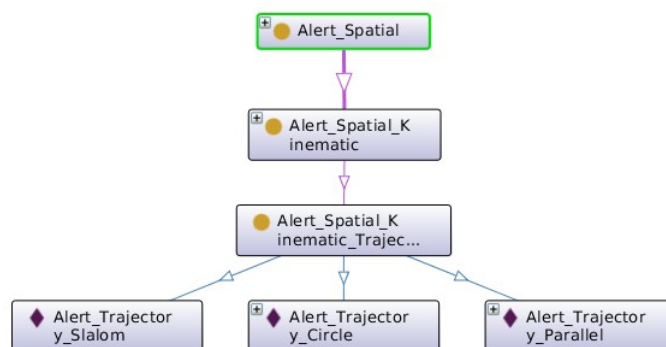 Alert_Spatial
Alert_Spatial_K
inematic
Alert_Spatial_K
inematic_Trajec...
Alert_Trajector
y_Slalom
Alert_Trajector
y_Circle
Alert_Trajector
y_Parallel